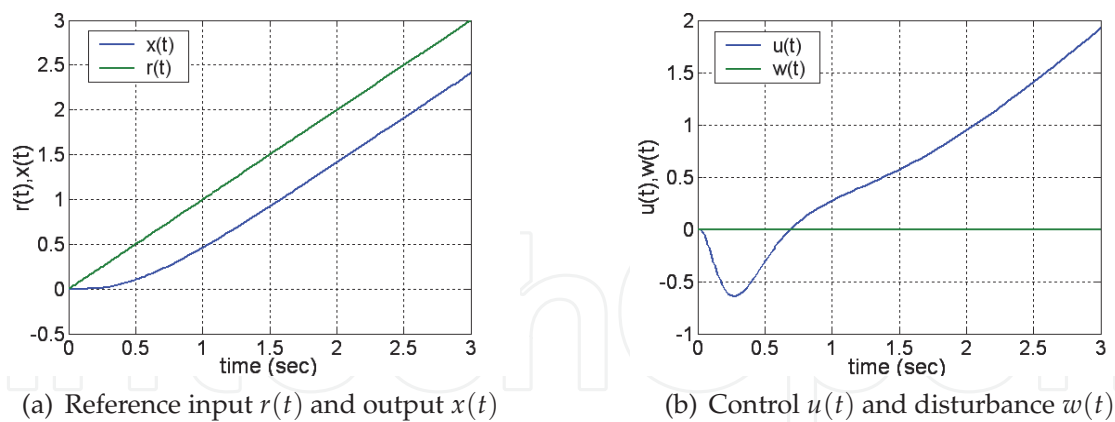 3
2.5
2
1.5
1
0.5
0
-0.5
r(t),x(t)
x(t)
r(t)
0 0.5 1 1.5 2 2.5 3
time (sec)
(a) Reference input r(t) and output x(t)
2
1.5
1
0.5
0
-0.5
-1
u(t),w(t)
u(t)
w(t)
0 0.5 1 1.5 2 2.5 3
time (sec)
(b) Control u(t) and disturbance w(t)